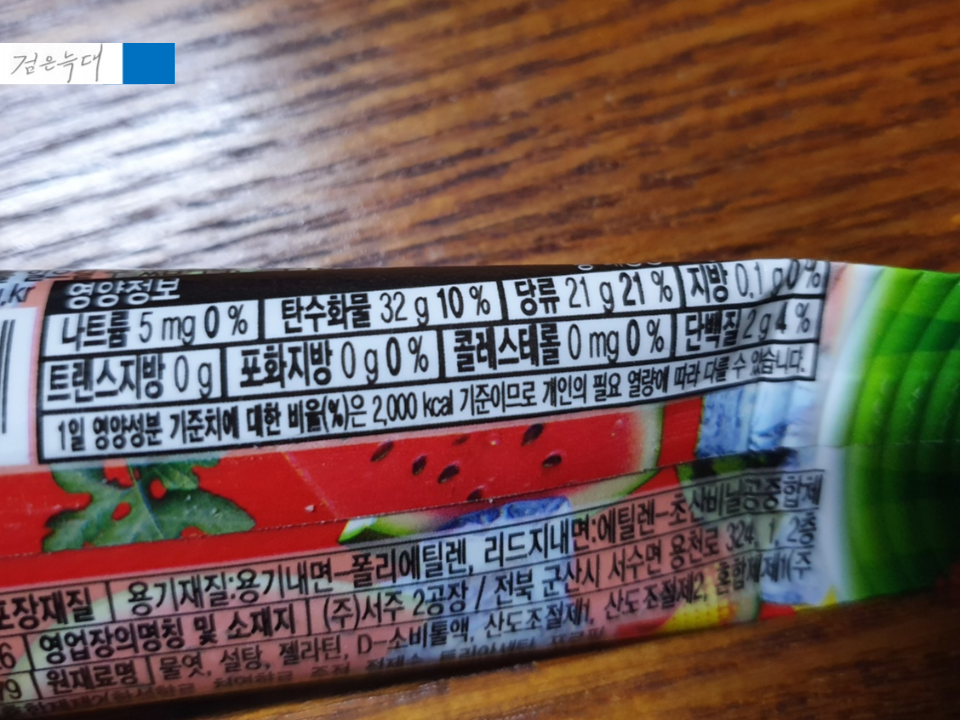 검은늑대
영양정보
나트륨 5 mg 0 % 탄수화물 32 g 10 % 당류 21 g 21 % 지방 0.1 g 0 %
트랜스지방 0 g 포화지방 0 g 0 % 콜레스테롤 0 mg 0 % 단백질 2 g 4 %
1일 영양성분 기준치에 대한 비율(%)은 2,000 kcal 기준이므로 개인의 필요 열량에 따라 다를 수 있습니다.
포장재질 용기재질:용기내면-폴리에틸렌, 리드지내면:에틸렌-초산비닐공중합체
영업장의명칭 및 소재지 (주)서주 2공장 / 전북 군산시 서수면 용천로 324, 1, 2층
원재료명 물엿, 설탕, 젤라틴, D-소비톨액, 산도조절제1, 산도조절제2, 혼합제제1(주